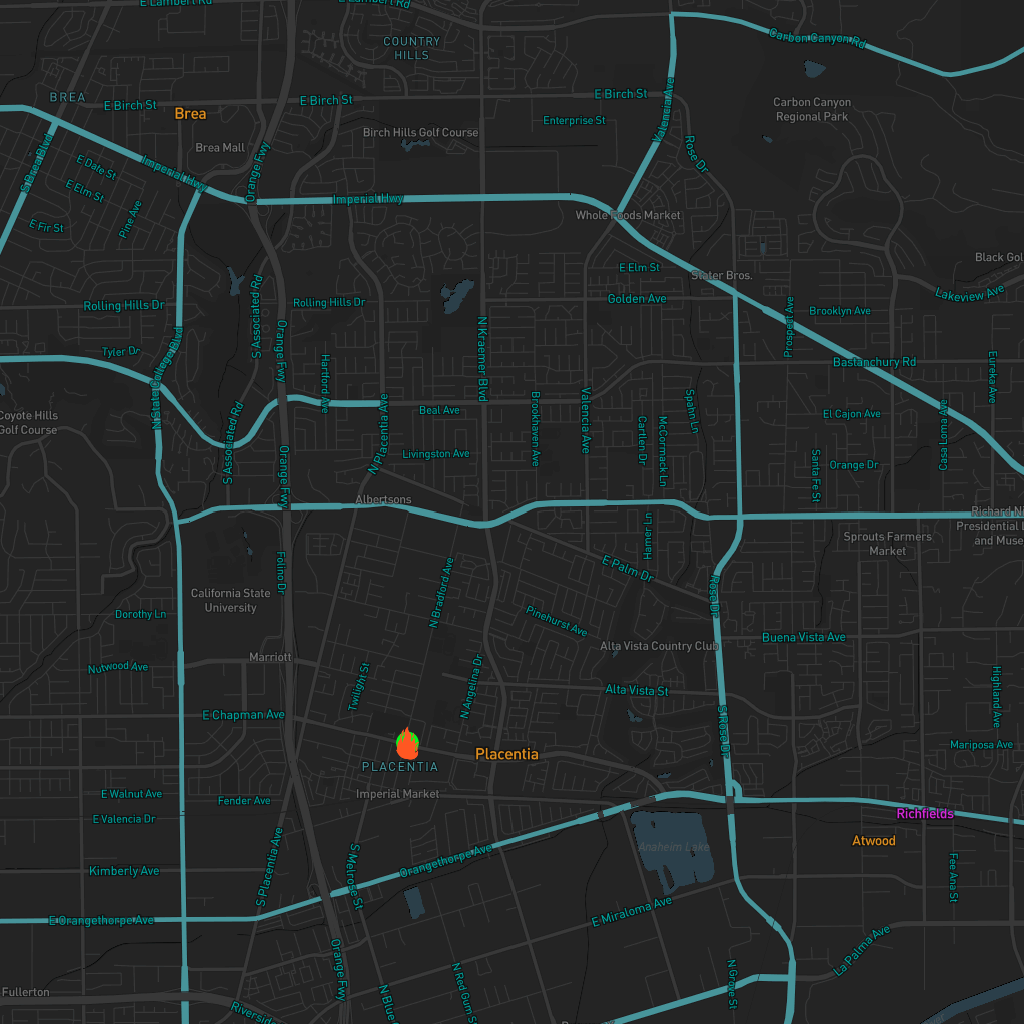 E Lambert Rd
E Lambert Rd
COUNTRY
HILLS
Carbon Canyon Rd
BREA
E Birch St
E Birch St
E Birch St
Valencia Ave
Carbon Canyon
Regional Park
Brea
Enterprise St
Birch Hills Golf Course
Brea Mall
Orange Fwy
Rose Dr
S Brea Blvd
E Date St
Imperial Hwy
E Elm St
Imperial Hwy
Pine Ave
E Fir St
Whole Foods Market
Black Gol
E Elm St
Stater Bros.
Lakeview Ave
Rolling Hills Dr
S Associated Rd
Rolling Hills Dr
Golden Ave
Prospect Ave
Brooklyn Ave
Tyler Dr
N State College Blvd
Orange Fwy
Hartford Ave
N Kraemer Blvd
Bastanchury Rd
Eureka Ave
Coyote Hills
Golf Course
S Associated Rd
N Placentia Ave
Beal Ave
Brookhaven Ave
Valencia Ave
Cartlen Dr
McCormack Ln
Spahn Ln
El Cajon Ave
Casa Loma Ave
Livingston Ave
Orange Fwy
Santa Fe St
Orange Dr
Albertsons
Hamer Ln
Richard Ni
Presidential L
and Muse
Sprouts Farmers
Market
E Palm Dr
Folino Dr
N Bradford Ave
California State
University
Rose Dr
Dorothy Ln
Pinehurst Ave
Buena Vista Ave
Alta Vista Country Club
Marriott
Nutwood Ave
Twilight St
N Angelina Dr
Alta Vista St
Highland Ave
E Chapman Ave
S Rose Dr
Mariposa Ave
Placentia
PLACENTIA
E Walnut Ave
Fender Ave
Imperial Market
Richfields
E Valencia Dr
Atwood
Anaheim Lake
S Placentia Ave
S Melrose St
Orangethorpe Ave
Kimberly Ave
Fee Ana St
E Orangethorpe Ave
E Miraloma Ave
La Palma Ave
Orange Fwy
N Blue
N Red Gum S
N Grove St
Fullerton
Riverside